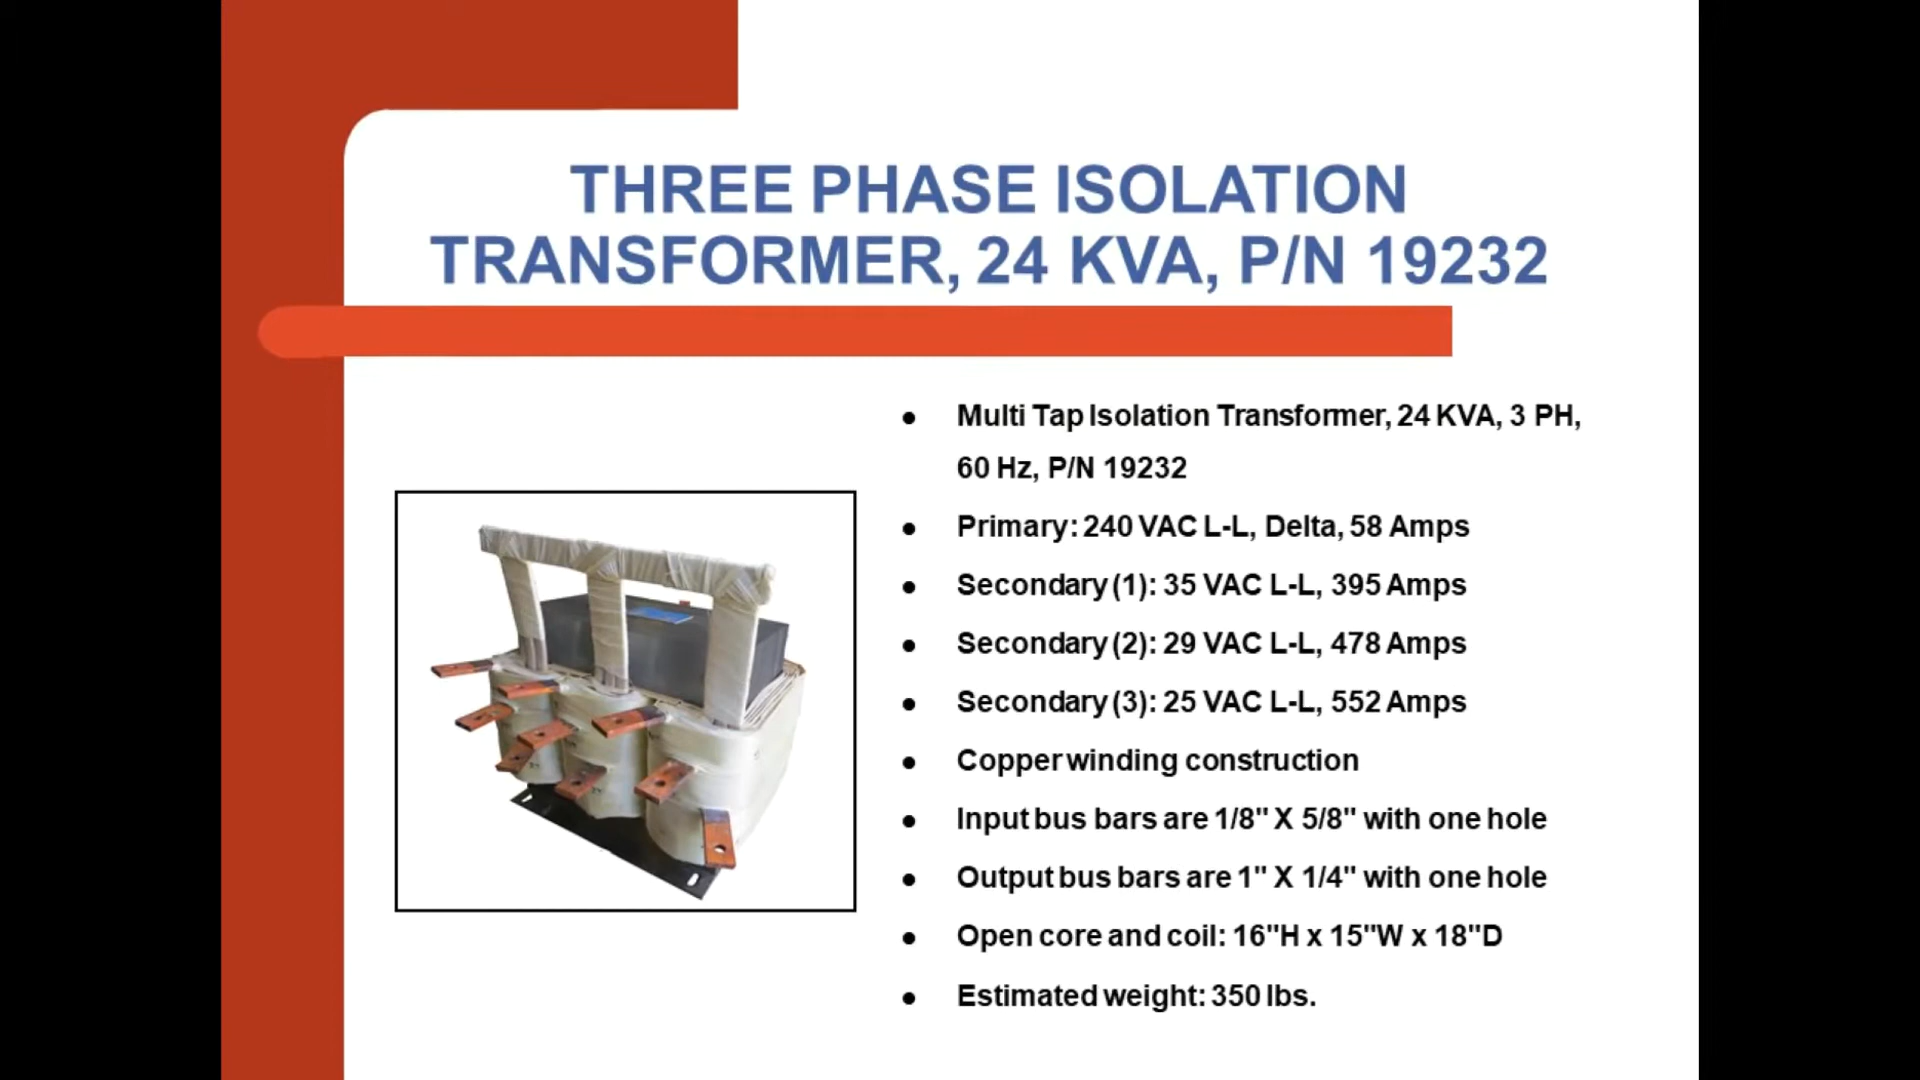 THREE PHASE ISOLATION
TRANSFORMER, 24 KVA, P/N 19232
Multi Tap Isolation Transformer, 24 KVA, 3 PH,
60 Hz, P/N 19232
Primary: 240 VAC L-L, Delta, 58 Amps
Secondary (1): 35 VAC L-L, 395 Amps
Secondary (2): 29 VAC L-L, 478 Amps
Secondary (3): 25 VAC L-L, 552 Amps
Copper winding construction
Input bus bars are 1/8" X 5/8" with one hole
Output bus bars are 1" X 1/4" with one hole
Open core and coil: 16"H x 15"W x 18"D
Estimated weight: 350 lbs.